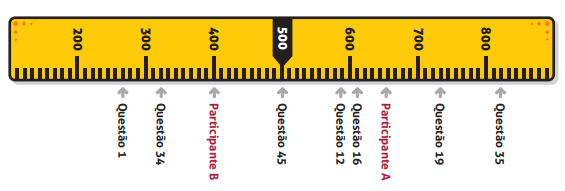 200
300
400
500
600
700
800
Questão 1
Questão 34
Participante B
Questão 45
Questão 12
Questão 16
Participante A
Questão 19
Questão 35